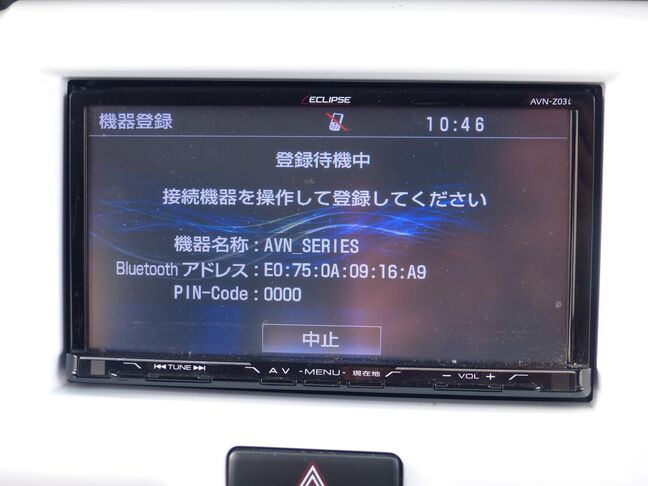 ECLIPSE
AVN-Z03i
機器登録
10:46
登録待機中
接続機器を操作して登録してください
機器名称：AVN_SERIES
Bluetooth アドレス：E0:75:0A:09:16:A9
PIN-Code：0000
中止
TUNE
AV -MENU- 現在地
- VOL +